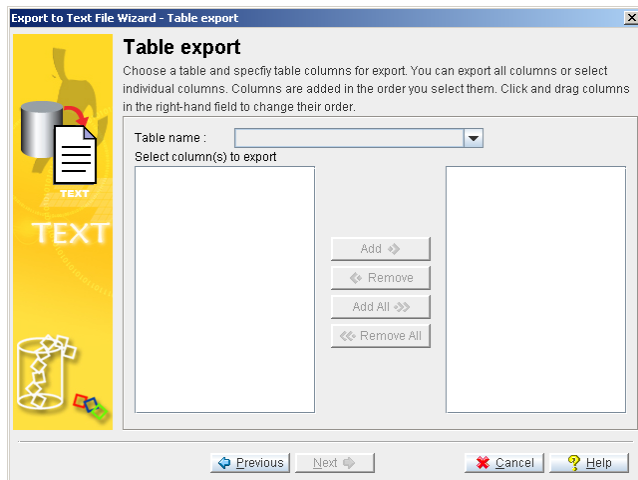 Export to Text File Wizard - Table export
Table export
Choose a table and specfiy table columns for export. You can export all columns or select
individual columns. Columns are added in the order you select them. Click and drag columns
in the right-hand field to change their order.
Table name :
Select column(s) to export
TEXT
TEXT
Add
Remove
Add All
Remove All
Previous
Next
Cancel
Help